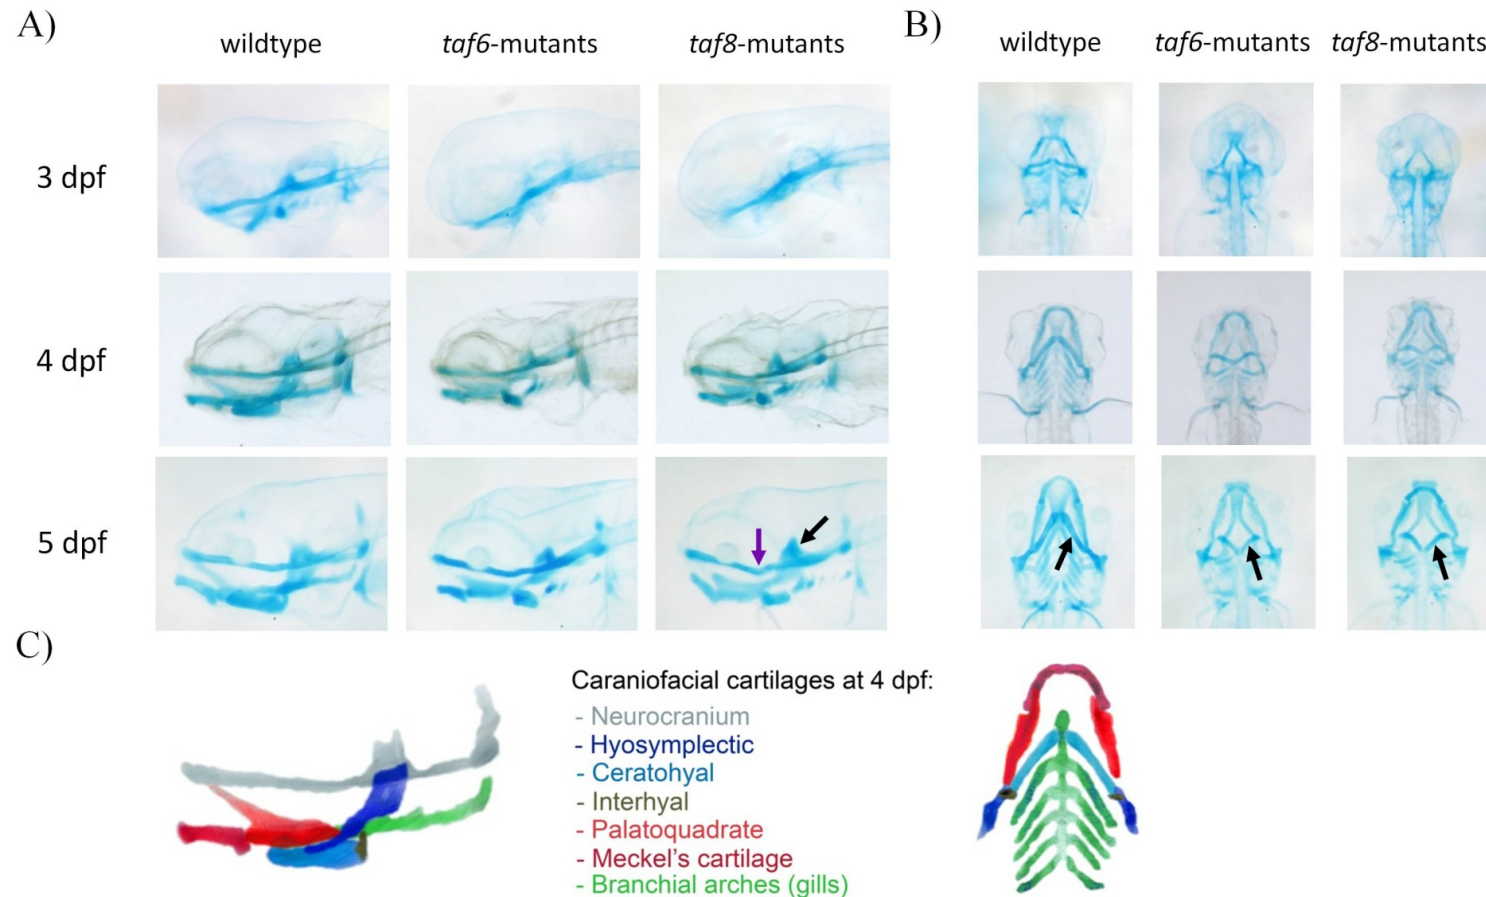 A)
wildtype taf6-mutants taf8-mutants
B)
wildtype taf6-mutants taf8-mutants
3 dpf
4 dpf
5 dpf
C)
Caraniofacial cartilages at 4 dpf:
- Neurocranium
- Hyosymplectic
- Ceratohyal
- Interhyal
- Palatoquadrate
- Meckel's cartilage
- Branchial arches (gills)